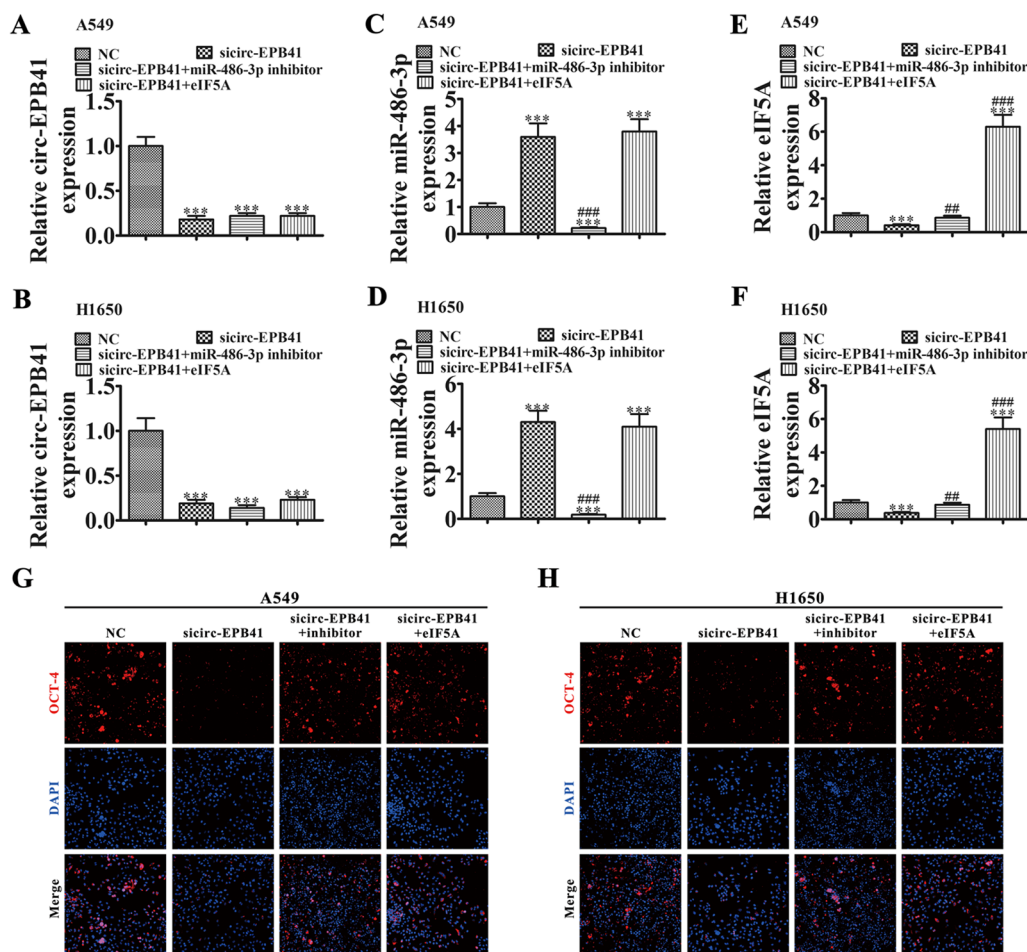 A
A549
NC
sicirc-EPB41
sicirc-EPB41+miR-486-3p inhibitor
sicirc-EPB41+eIF5A
Relative circ-EPB41
expression
1.5
1.0
0.5
0.0
***
***
***
C
A549
NC
sicirc-EPB41
sicirc-EPB41+miR-486-3p inhibitor
sicirc-EPB41+eIF5A
Relative miR-486-3p
expression
5
4
3
2
1
0
***
###
***
***
E
A549
NC
sicirc-EPB41
sicirc-EPB41+miR-486-3p inhibitor
sicirc-EPB41+eIF5A
Relative eIF5A
expression
8
6
4
2
0
***
##
###
***
B
H1650
NC
sicirc-EPB41
sicirc-EPB41+miR-486-3p inhibitor
sicirc-EPB41+eIF5A
Relative circ-EPB41
expression
1.5
1.0
0.5
0.0
***
***
***
D
H1650
NC
sicirc-EPB41
sicirc-EPB41+miR-486-3p inhibitor
sicirc-EPB41+eIF5A
Relative miR-486-3p
expression
6
4
2
0
***
###
***
***
F
H1650
NC
sicirc-EPB41
sicirc-EPB41+miR-486-3p inhibitor
sicirc-EPB41+eIF5A
Relative eIF5A
expression
8
6
4
2
0
***
##
###
***
G
A549
NC
sicirc-EPB41
sicirc-EPB41
+inhibitor
sicirc-EPB41
+eIF5A
OCT-4
DAPI
Merge
H
H1650
NC
sicirc-EPB41
sicirc-EPB41
+inhibitor
sicirc-EPB41
+eIF5A
OCT-4
DAPI
Merge